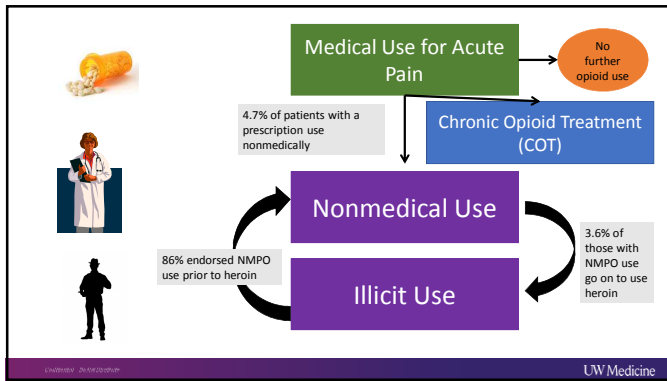 Medical Use for Acute
Pain
No
further
opioid use
4.7% of patients with a
prescription use
nonmedically
Chronic Opioid Treatment
(COT)
Nonmedical Use
86% endorsed NMPO
use prior to heroin
3.6% of
those with
NMPO use
go on to use
heroin
Illicit Use
UW Medicine